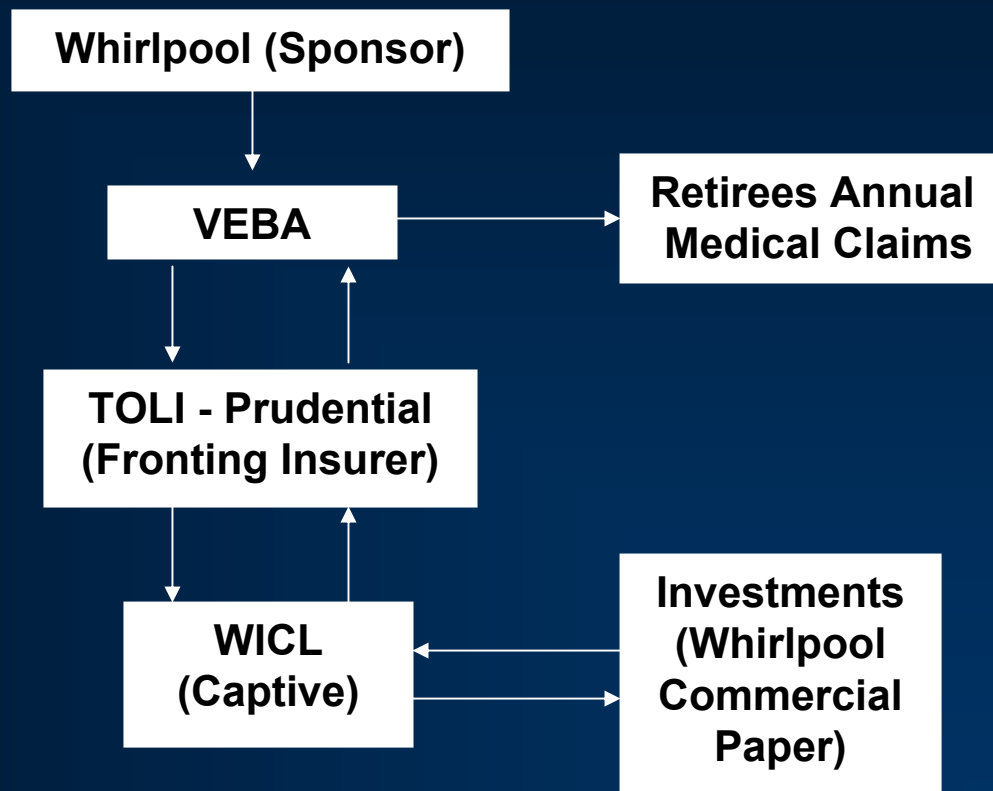 Whirlpool (Sponsor)
VEBA
Retirees Annual
Medical Claims
TOLI - Prudential
(Fronting Insurer)
WICL
(Captive)
Investments
(Whirlpool
Commercial
Paper)